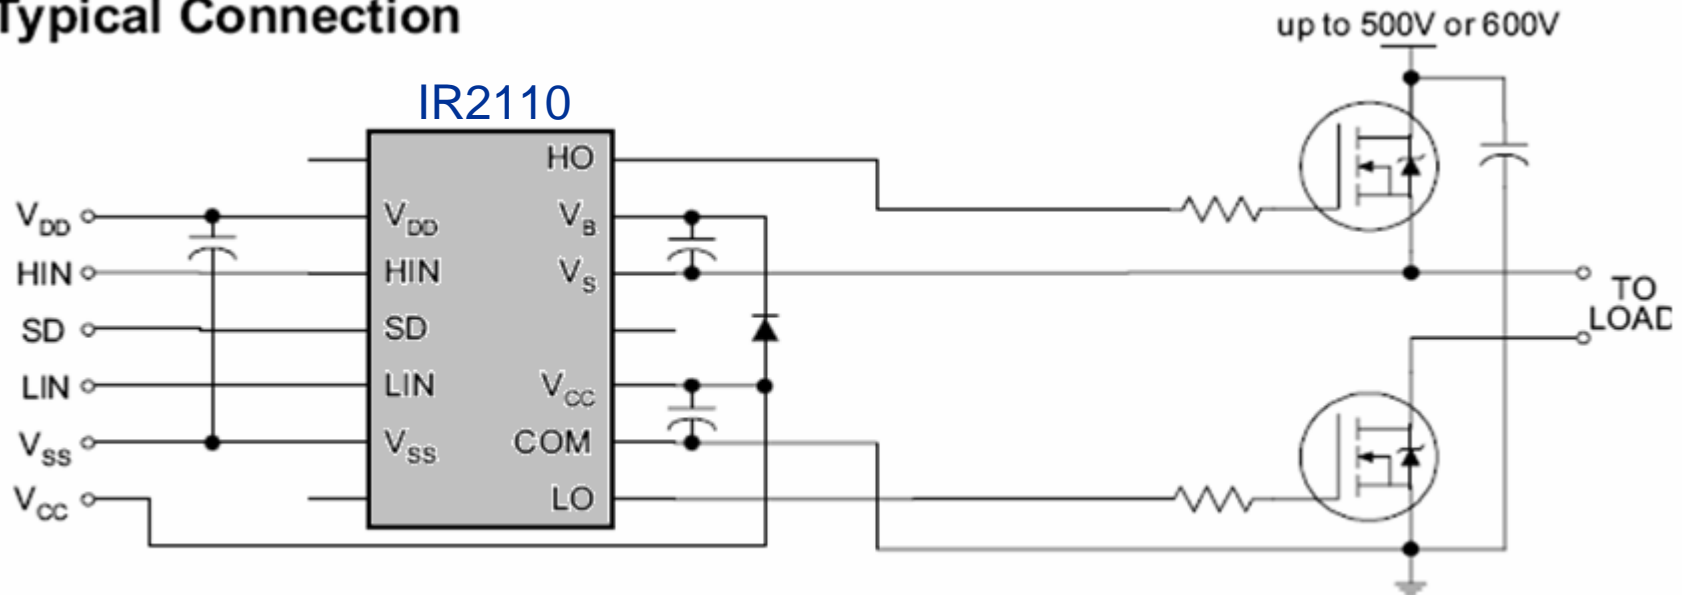 Typical Connection
up to 500V or 600V
IR2110
HO
VDD
VDD
VB
HIN
HIN
VS
SD
SD
TO
LOAD
LIN
LIN
VCC
VSS
VSS
COM
VCC
LO